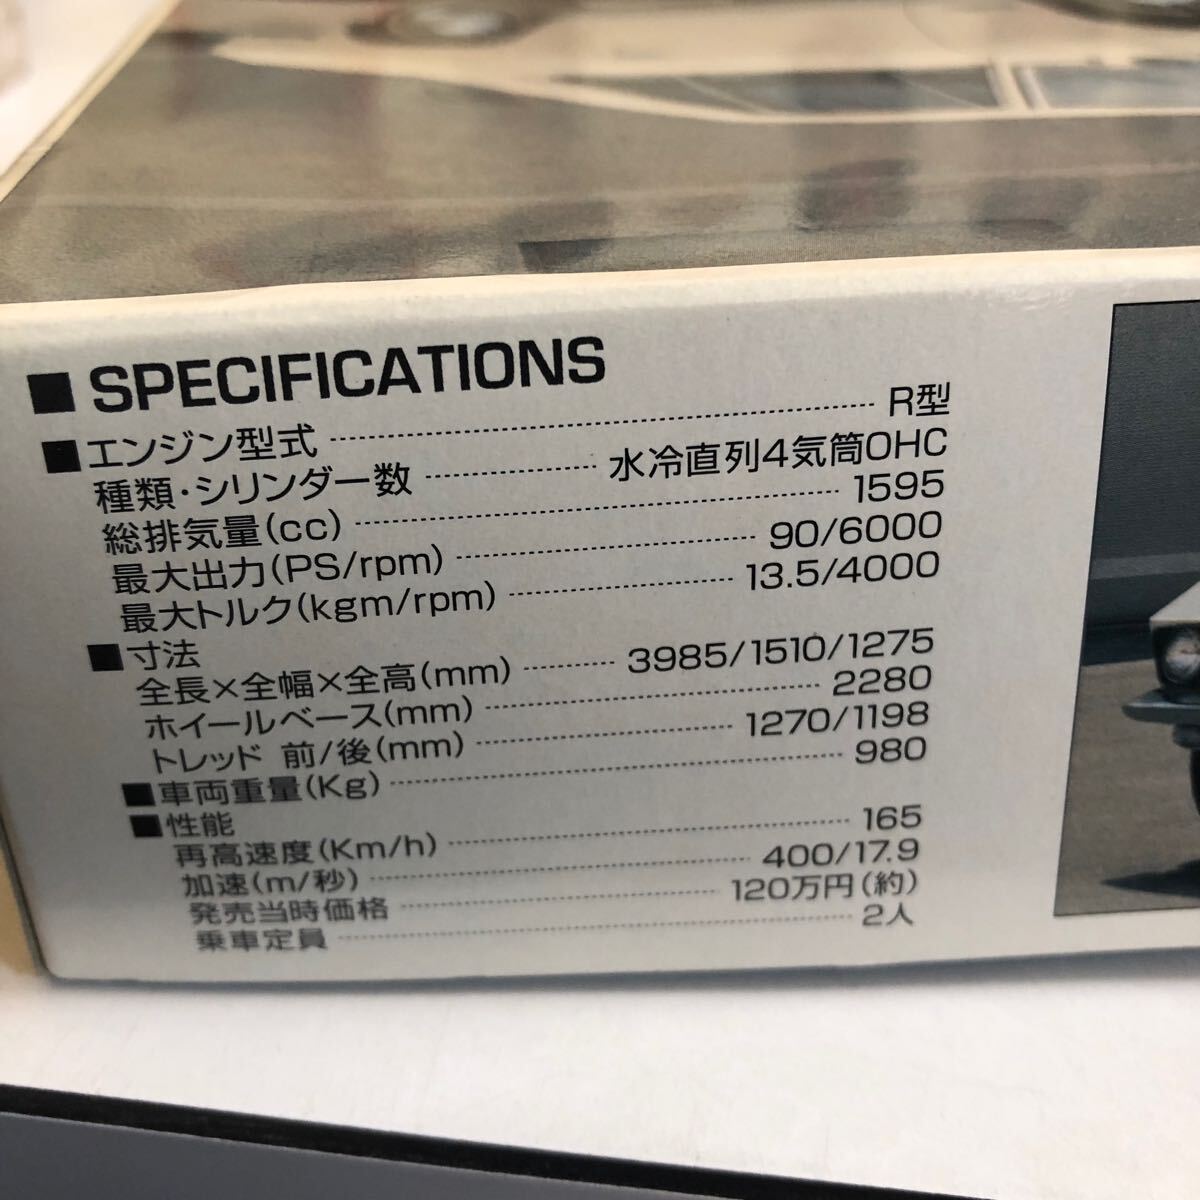 ■ SPECIFICATIONS
■エンジン型式 R型
種類・シリンダー数 水冷直列4気筒OHC
総排気量(cc) 1595
最大出力(PS/rpm) 90/6000
最大トルク(kgm/rpm) 13.5/4000
■寸法
全長×全幅×全高(mm) 3985/1510/1275
ホイールベース(mm) 2280
トレッド 前/後(mm) 1270/1198
■車両重量(Kg) 980
■性能
再高速度(Km/h) 165
加速(m/秒) 400/17.9
発売当時価格 120万円(約)
乗車定員 2人